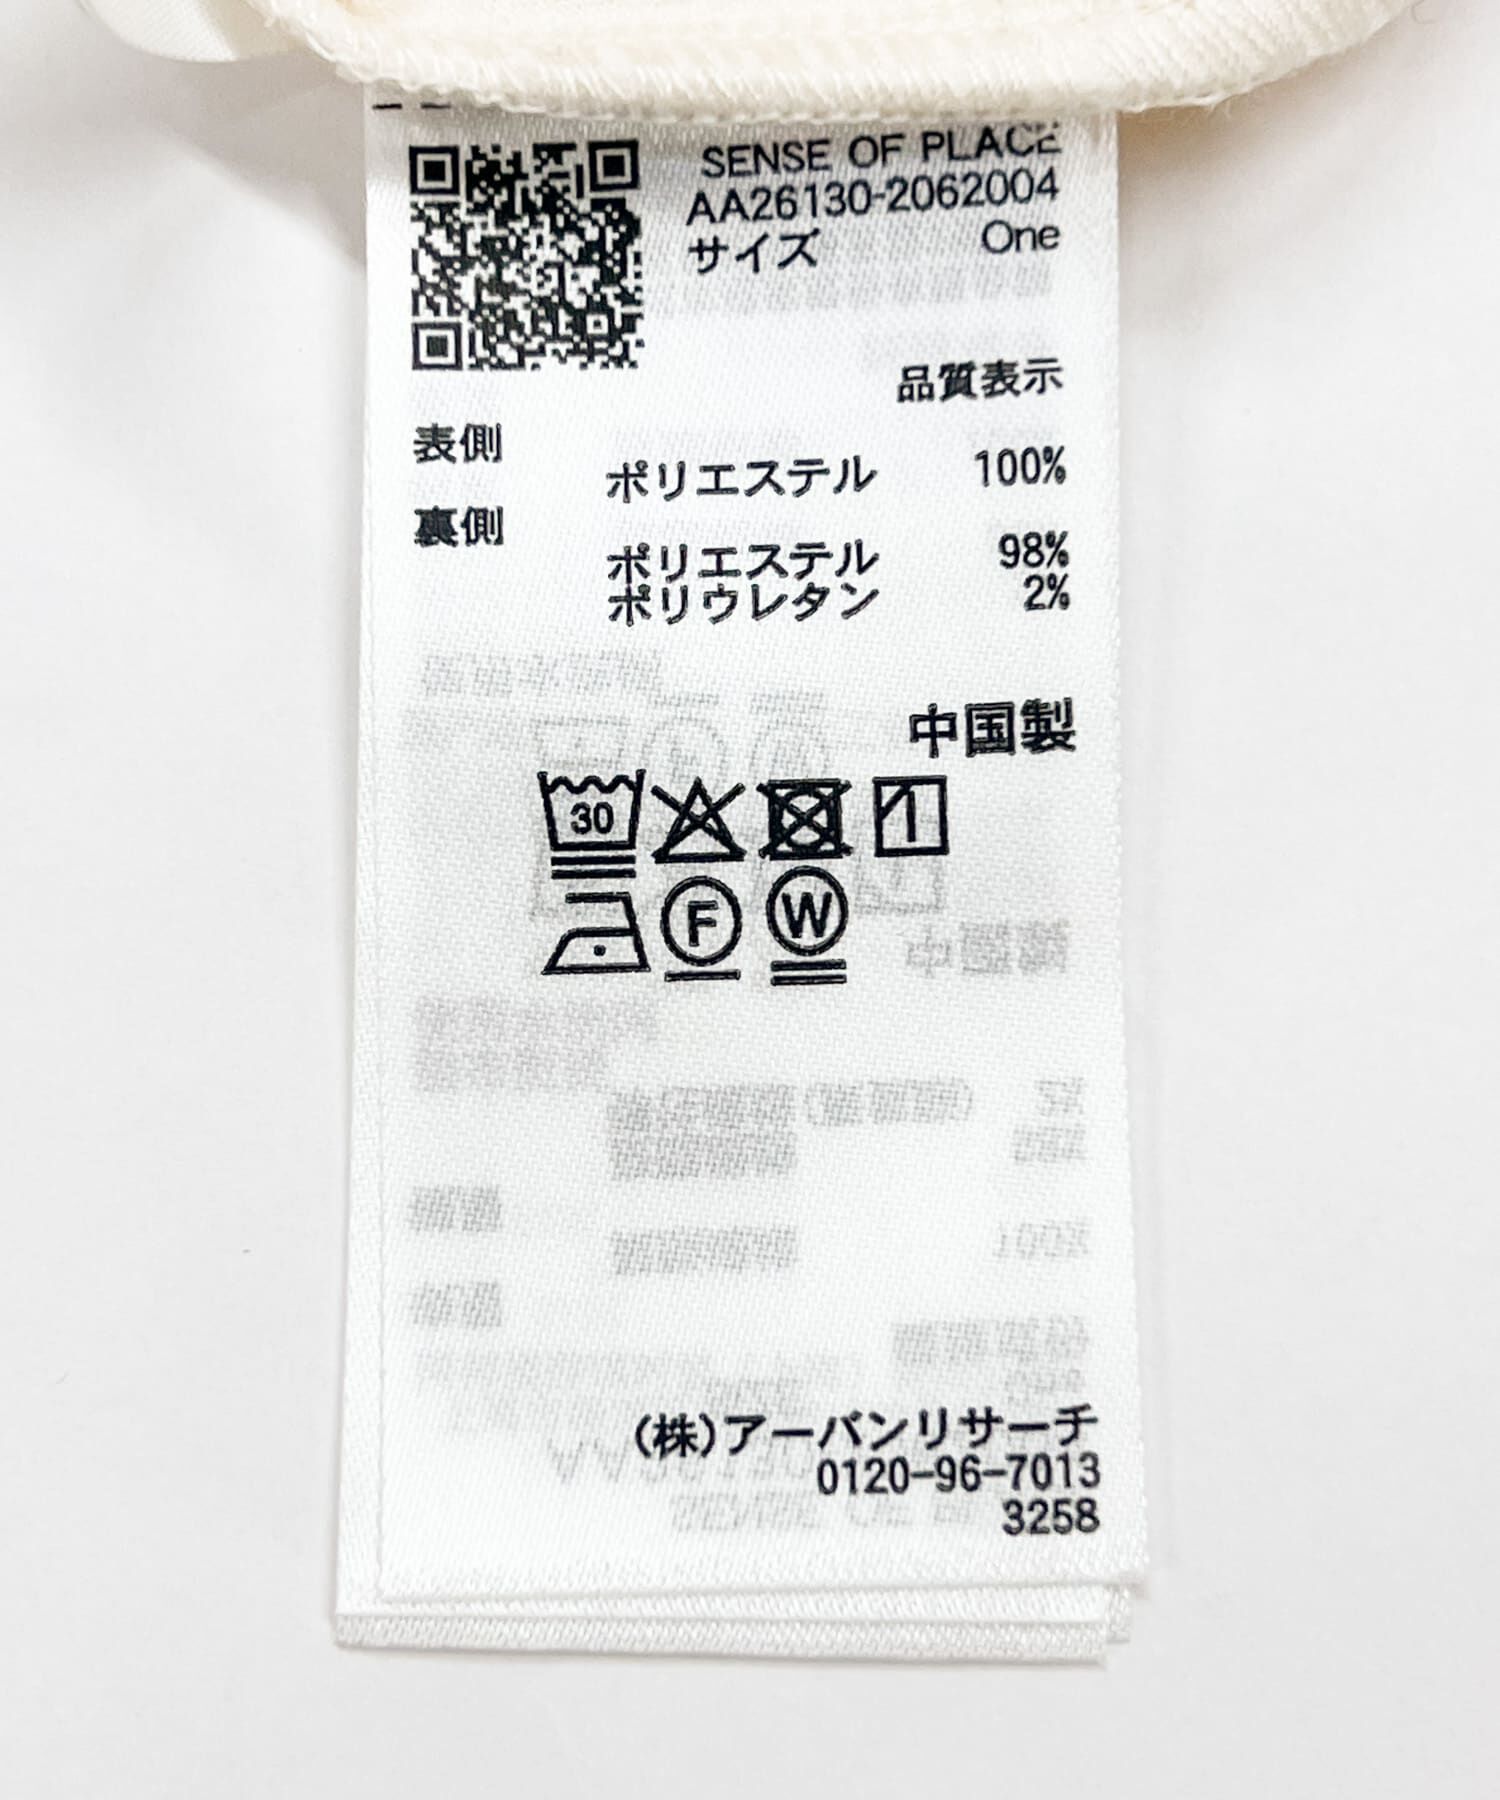 SENSE OF PLACE
AA26130-2062004
サイズ One
品質表示
表側
ポリエステル 100%
裏側
ポリエステル 98%
ポリウレタン 2%
中国製
30
F W
(株)アーバンリサーチ
0120-96-7013
3258